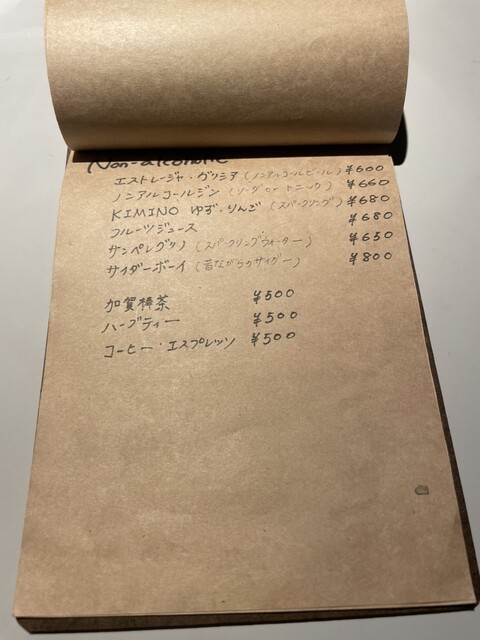 Non-alcoholic
エストレージャ・ガリシア (ノンアルコールビール) ¥600
ノンアルコールジン (ソーダ or トニック) ¥660
KIMINO ゆず・りんご (スパークリング) ¥680
フルーツジュース ¥680
サンペレグリノ (スパークリングウォーター) ¥650
サイダーボーイ (昔ながらのサイダー) ¥800
加賀棒茶 ¥500
ハーブティー ¥500
コーヒー・エスプレッソ ¥500